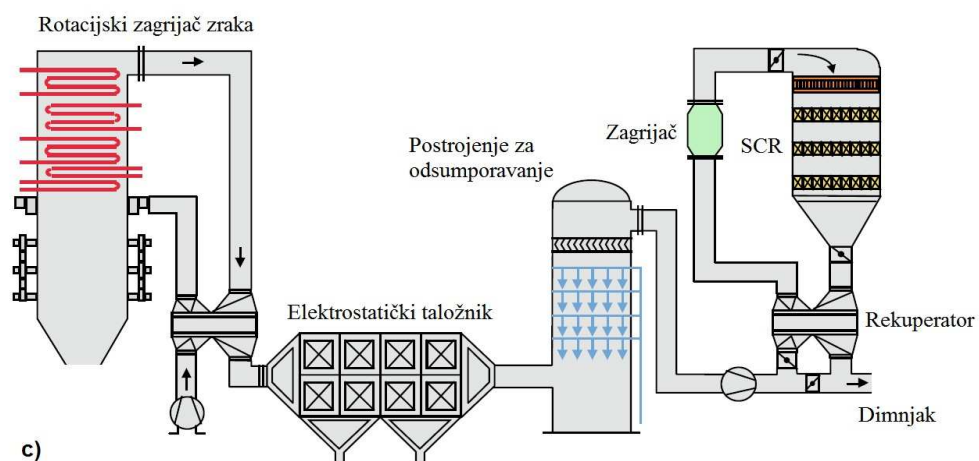 Rotacijski zagrijač zraka
Zagrijač
SCR
Postrojenje za
odsumporavanje
Elektrostatički taložnik
Rekuperator
Dimnjak
c)